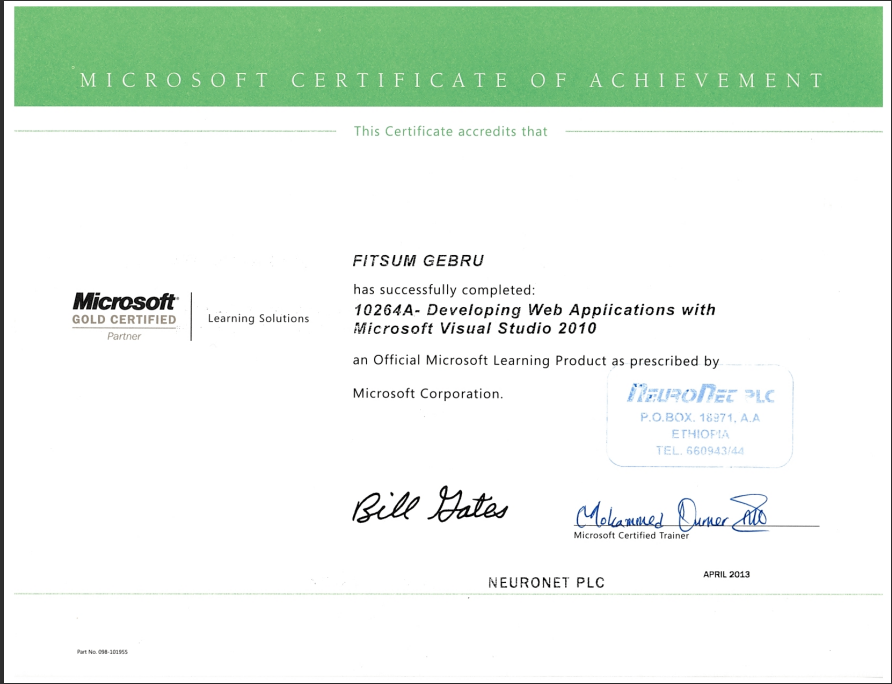 MICROSOFT CERTIFICATE OF ACHIEVEMENT
This Certificate accredits that
FITSUM GEBRU
has successfully completed:
10264A- Developing Web Applications with
Microsoft Visual Studio 2010
an Official Microsoft Learning Product as prescribed by
Microsoft Corporation.
Microsoft
GOLD CERTIFIED
Partner
Learning Solutions
NEURONET PLC
P.O.BOX. 16971, A.A
ETHIOPIA
TEL. 660943/44
Bill Gates
Mohammed
Microsoft Certified Trainer
APRIL 2013
NEURONET PLC
Part No. 098-101955